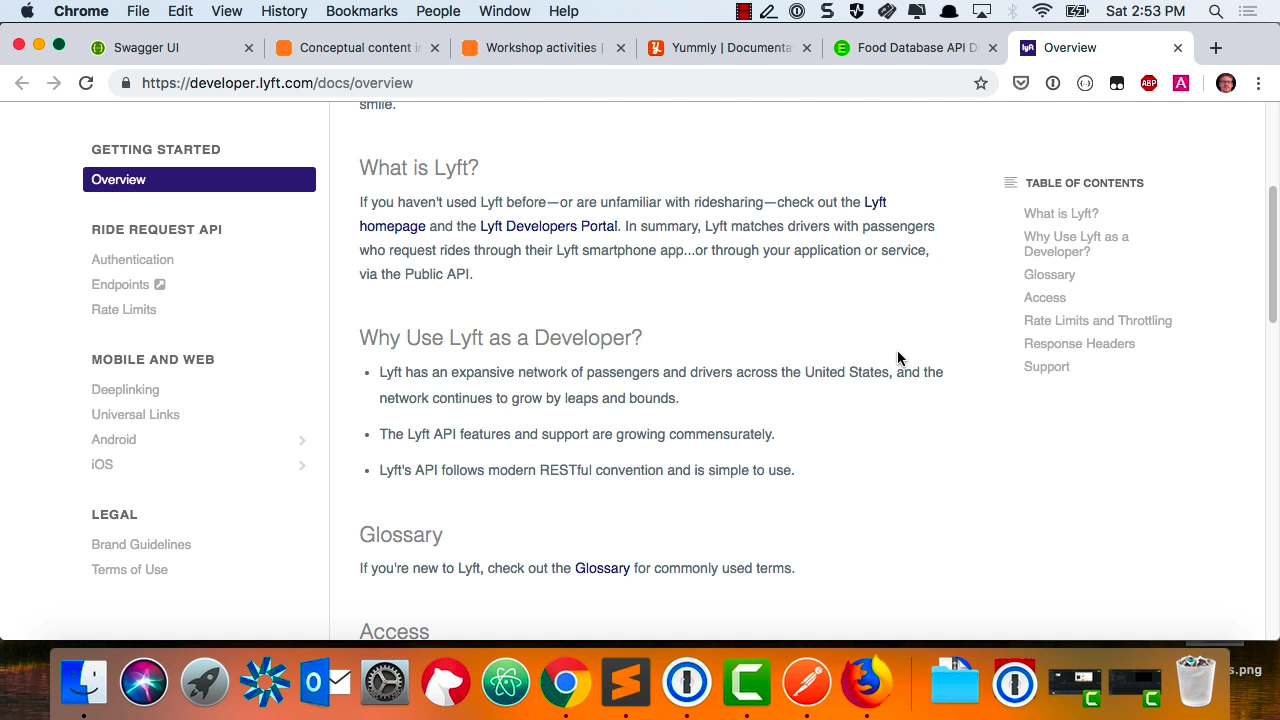 Chrome File Edit View History Bookmarks People Window Help Sat 2:53 PM
Swagger UI
Conceptual content in
Workshop activities |
Yummly | Documenta
Food Database API D
Overview
https://developer.lyft.com/docs/overview
ABP
A
smile.
GETTING STARTED
Overview
RIDE REQUEST API
Authentication
Endpoints
Rate Limits
MOBILE AND WEB
Deeplinking
Universal Links
Android
iOS
LEGAL
Brand Guidelines
Terms of Use
What is Lyft?
If you haven't used Lyft before—or are unfamiliar with ridesharing—check out the Lyft
homepage and the Lyft Developers Portal. In summary, Lyft matches drivers with passengers
who request rides through their Lyft smartphone app...or through your application or service,
via the Public API.
Why Use Lyft as a Developer?
• Lyft has an expansive network of passengers and drivers across the United States, and the
network continues to grow by leaps and bounds.
• The Lyft API features and support are growing commensurately.
• Lyft's API follows modern RESTful convention and is simple to use.
Glossary
If you're new to Lyft, check out the Glossary for commonly used terms.
Access
TABLE OF CONTENTS
What is Lyft?
Why Use Lyft as a
Developer?
Glossary
Access
Rate Limits and Throttling
Response Headers
Support
s.png